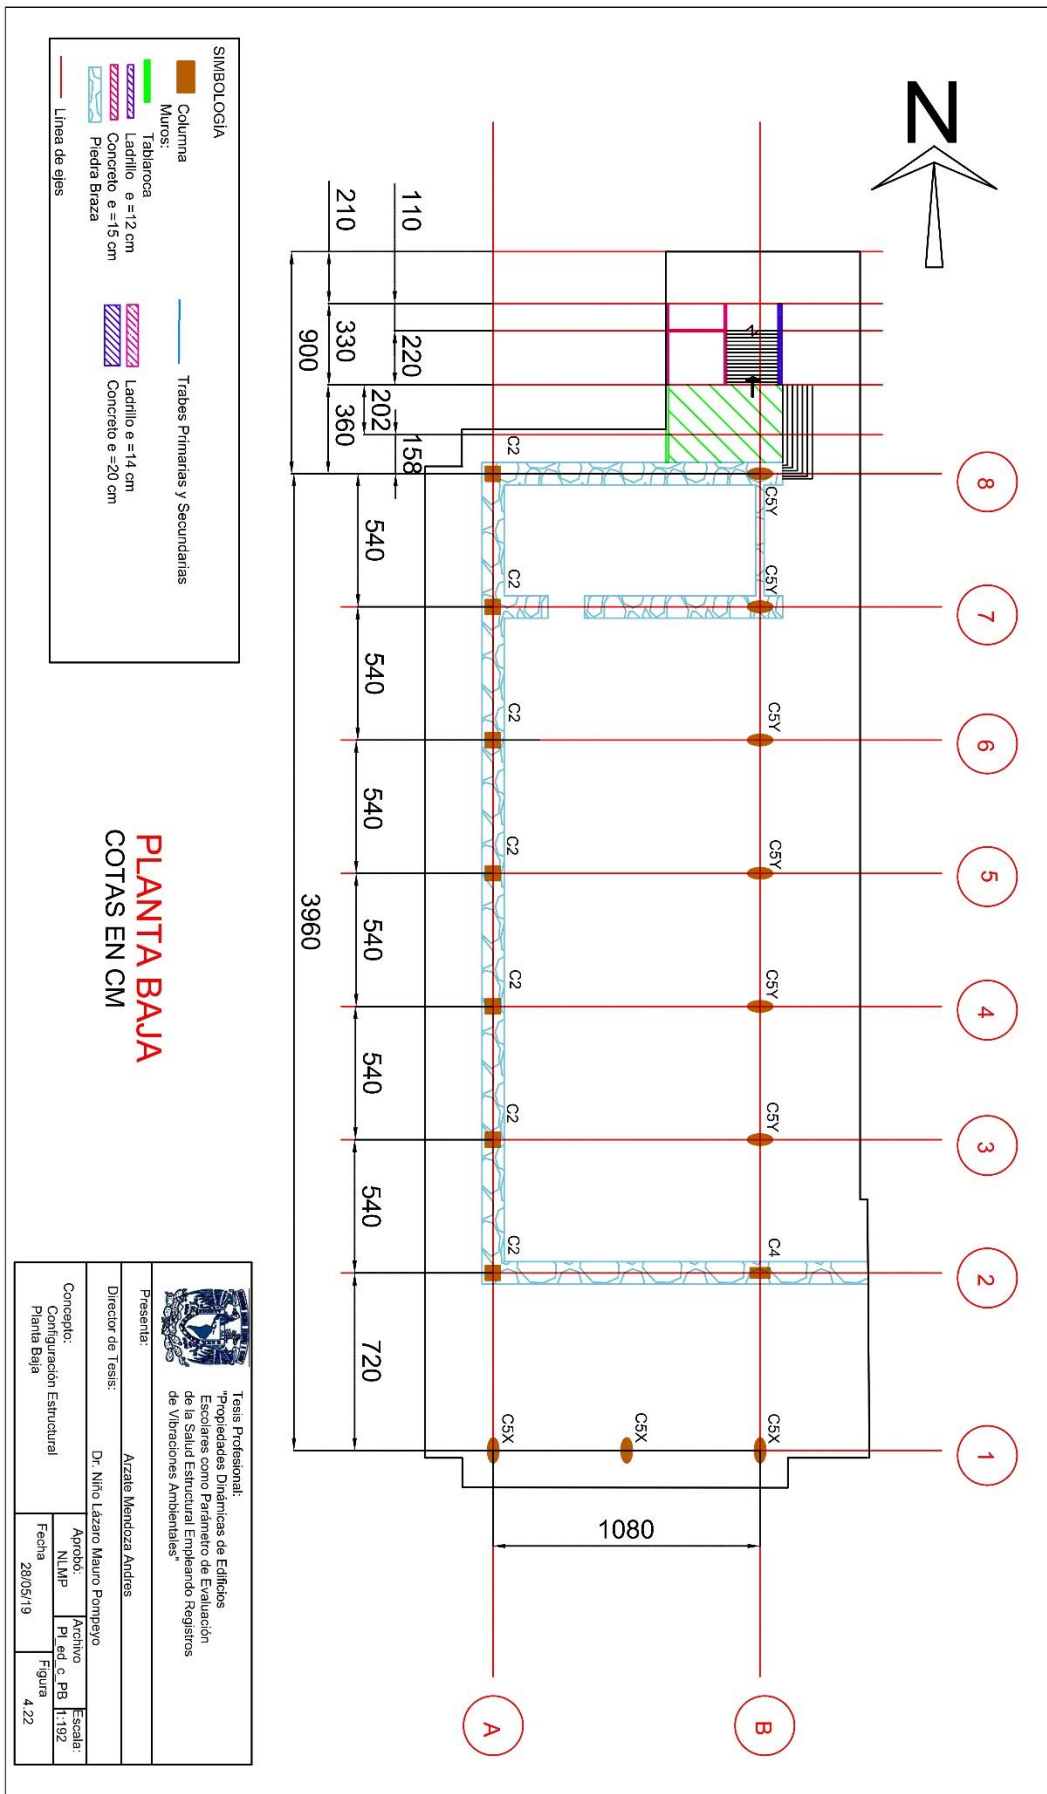 N
SIMBOLOGÍA
Columna
Muros:
Tablaroca
Ladrillo e =12 cm
Concreto e =15 cm
Piedra Braza
Línea de ejes
Trabes Primarias y Secundarias
Ladrillo e =14 cm
Concreto e =20 cm
110
210
220
330
900
202
360
158
540
540
540
540
540
540
720
3960
1080
C2
C2
C2
C2
C2
C2
C2
C5Y
C5Y
C5Y
C5Y
C5Y
C5Y
C4
C5X
C5X
C5X
8
7
6
5
4
3
2
1
A
B
PLANTA BAJA
COTAS EN CM
Tesis Profesional:
"Propiedades Dinámicas de Edificios
Escolares como Parámetro de Evaluación
de la Salud Estructural Empleando Registros
de Vibraciones Ambientales"
Presenta:
Arzate Mendoza Andres
Director de Tesis:
Dr. Niño Lázaro Mauro Pompeyo
Concepto:
Configuración Estructural
Planta Baja
Aprobó:
NLMP
Archivo
Pl_ed_c_PB
Escala:
1:192
Fecha
28/05/19
Figura
4.22